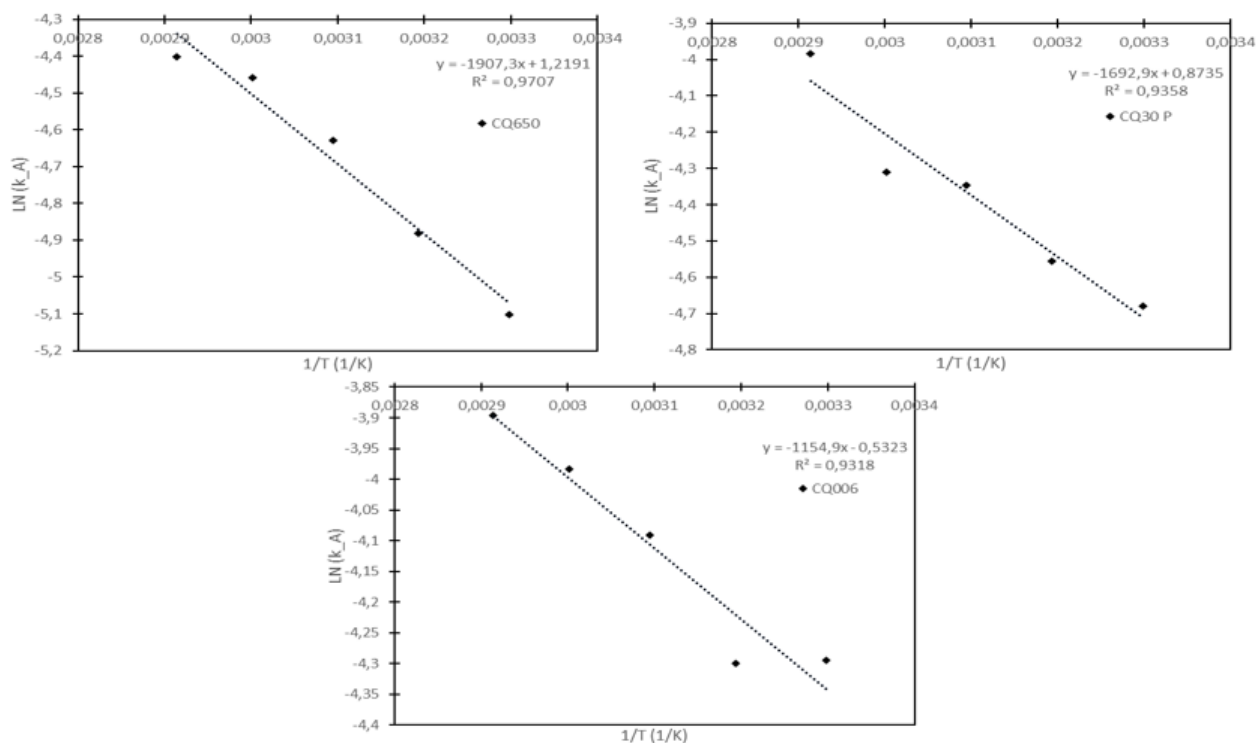 -4,3
0,0028 0,0029 0,003 0,0031 0,0032 0,0033 0,0034
-4,4
-4,5
-4,6
-4,7
-4,8
-4,9
-5
-5,1
-5,2
y = -1907,3x + 1,2191
R² = 0,9707
CQ650
LN (k_A)
1/T (1/K)
-3,9
0,0028 0,0029 0,003 0,0031 0,0032 0,0033 0,0034
-4
-4,1
-4,2
-4,3
-4,4
-4,5
-4,6
-4,7
-4,8
y = -1692,9x + 0,8735
R² = 0,9358
CQ30 P
LN (k_A)
1/T (1/K)
-3,85
0,0028 0,0029 0,003 0,0031 0,0032 0,0033 0,0034
-3,9
-3,95
-4
-4,05
-4,1
-4,15
-4,2
-4,25
-4,3
-4,35
-4,4
y = -1154,9x - 0,5323
R² = 0,9318
CQ006
LN (k_A)
1/T (1/K)